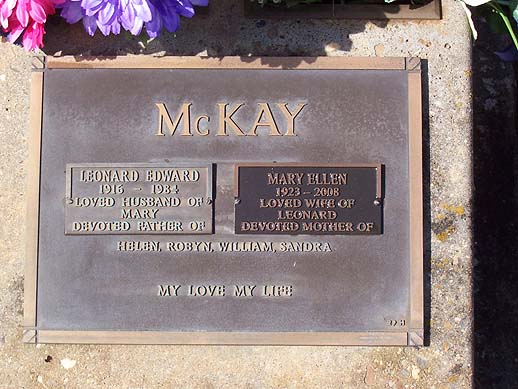 McKAY
LEONARD EDWARD
1916 - 1984
LOVED HUSBAND OF
MARY
DEVOTED FATHER OF
MARY ELLEN
1923 - 2008
LOVED WIFE OF
LEONARD
DEVOTED MOTHER OF
HELEN, ROBYN, WILLIAM, SANDRA
MY LOVE MY LIFE